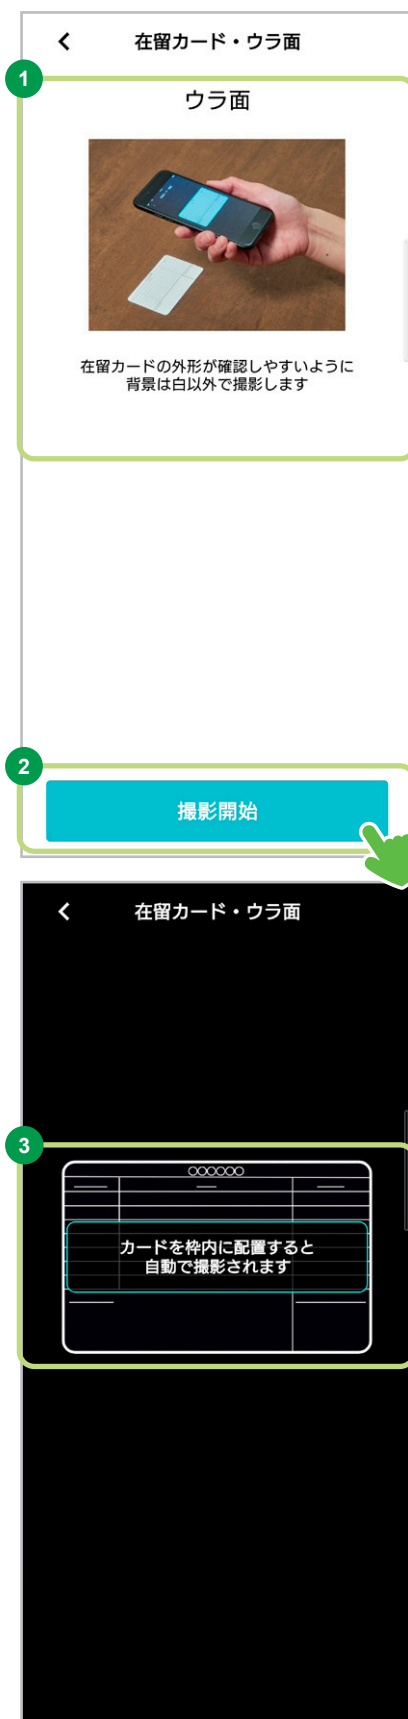 在留カード・ウラ面
1
ウラ面
在留カードの外形が確認しやすいように
背景は白以外で撮影します
2
撮影開始
在留カード・ウラ面
3
○○○○○○
カードを枠内に配置すると
自動で撮影されます